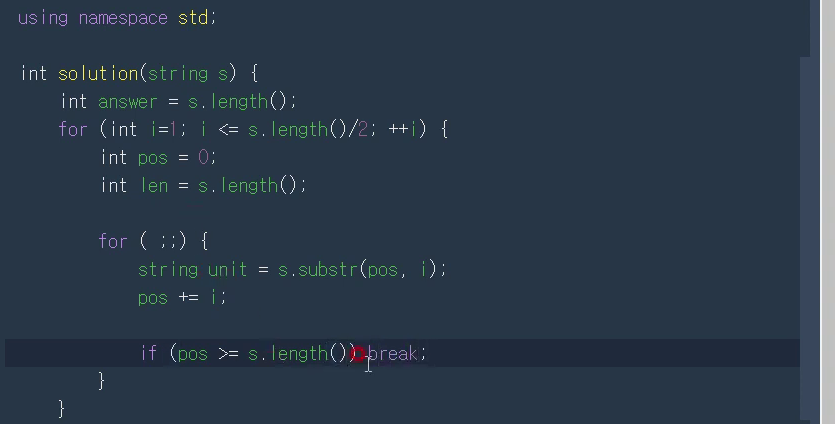 using namespace std;
int solution(string s) {
int answer = s.length();
for (int i=1; i <= s.length()/2; ++i) {
int pos = 0;
int len = s.length();
for ( ;;) {
string unit = s.substr(pos, i);
pos += i;
if (pos >= s.length()) break;
}
}